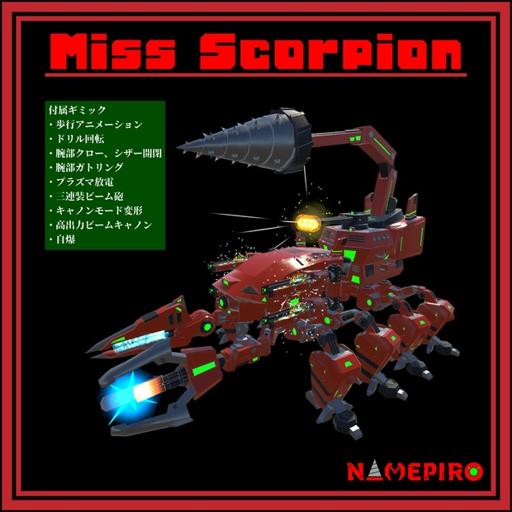 Miss Scorpion
付属ギミック
・歩行アニメーション
・ドリル回転
・腕部クロー、シザー開閉
・腕部ガトリング
・プラズマ放電
・三連装ビーム砲
・キャノンモード変形
・高出力ビームキャノン
・自爆
NAMEPIRO